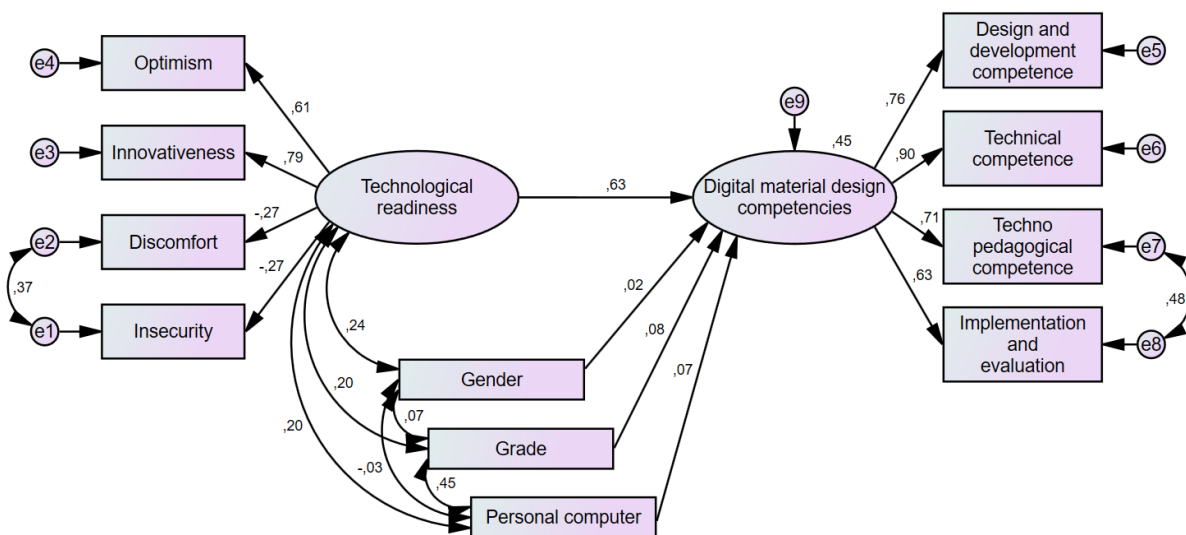 e4
Optimism
,61
e3
Innovativeness
,79
e2
Discomfort
-,27
,37
e1
Insecurity
-,27
Technological
readiness
,63
e9
,45
Digital material design
competencies
,76
Design and
development
competence
e5
,90
Technical
competence
e6
,71
Techno
pedagogical
competence
e7
,48
,63
Implementation
and
evaluation
e8
,24
Gender
,02
,20
,07
Grade
,08
,20
-,03
,45
Personal computer
,07